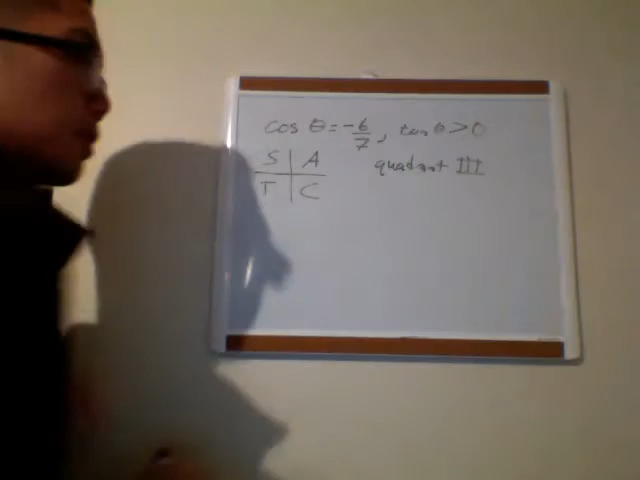 cos θ = -6/7, tan θ > 0
S | A quadrant III
T | C